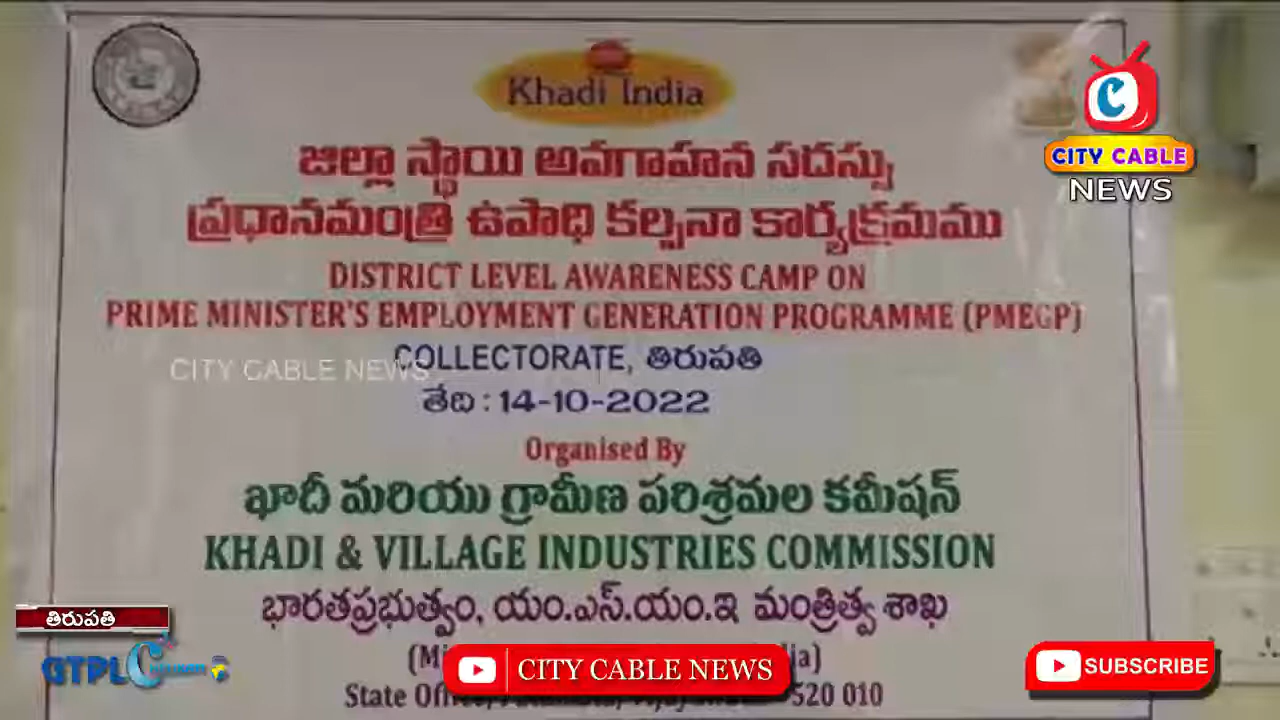 Khadi India
C
CITY CABLE
NEWS
జిల్లా స్థాయి అవగాహన సదస్సు
ప్రధానమంత్రి ఉపాధి కల్పనా కార్యక్రమము
DISTRICT LEVEL AWARENESS CAMP ON
PRIME MINISTER'S EMPLOYMENT GENERATION PROGRAMME (PMEGP)
COLLECTORATE, తిరుపతి
CITY CABLE NEWS
తేది : 14-10-2022
Organised By
ఖాదీ మరియు గ్రామీణ పరిశ్రమల కమీషన్
KHADI & VILLAGE INDUSTRIES COMMISSION
భారతప్రభుత్వం, యం.ఎస్.యం.ఇ మంత్రిత్వ శాఖ
తిరుపతి
GTPL
CITY CABLE NEWS
SUBSCRIBE
State 520 010